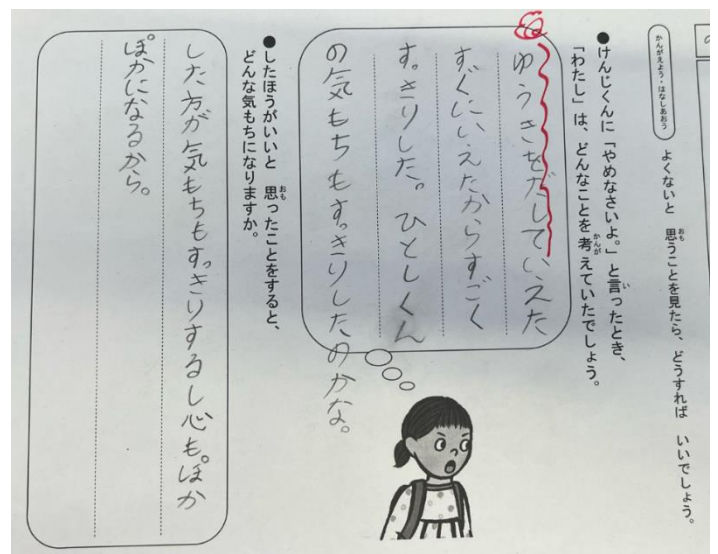 かんがえよう・はなしあおう
よくないと 思うことを見たら、どうすれば いいでしょう。
●けんじくんに「やめなさいよ。」と言ったとき、
「わたし」は、どんなことを考えていたでしょう。
ゆうきをだしていえた
すぐにいえたからすごく
すっきりした。ひとしくん
の気もちもすっきりしたのかな。
●したほうがいいと 思ったことをすると、
どんな気もちになりますか。
した方が気もちもすっきりするし心も。ぽか
ぽかになるから。